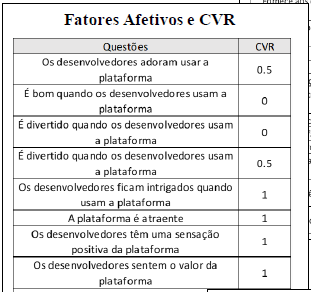 Fatores Afetivos e CVR
Questões CVR
Os desenvolvedores adoram usar a
plataforma 0.5
É bom quando os desenvolvedores usam a
plataforma 0
É divertido quando os desenvolvedores usam
a plataforma 0
É divertido quando os desenvolvedores usam
a plataforma 0.5
Os desenvolvedores ficam intrigados quando
usam a plataforma 1
A plataforma é atraente 1
Os desenvolvedores têm uma sensação
positiva da plataforma 1
Os desenvolvedores sentem o valor da
plataforma 1